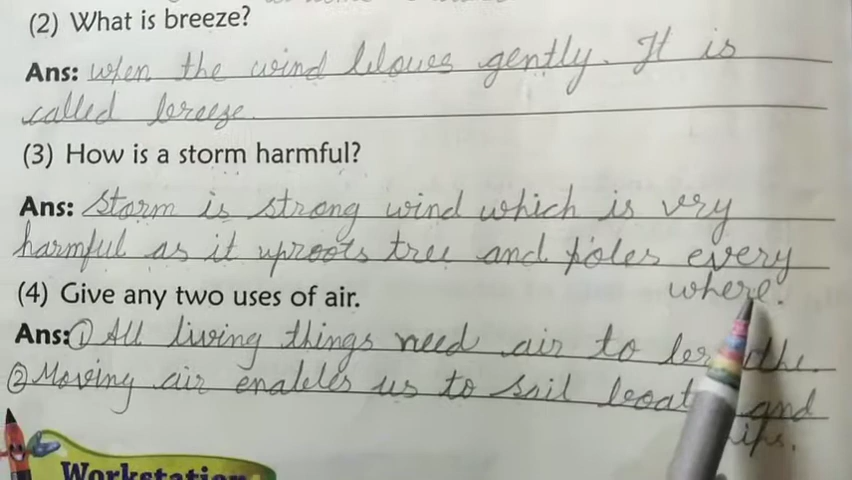 (2) What is breeze?
Ans: when the wind blows gently. It is
called breeze.
(3) How is a storm harmful?
Ans: Storm is strong wind which is very
harmful as it uproots tree and poles every
where.
(4) Give any two uses of air.
Ans: ① All living things need air to
② Moving air enables us to sail boat and
Workstation